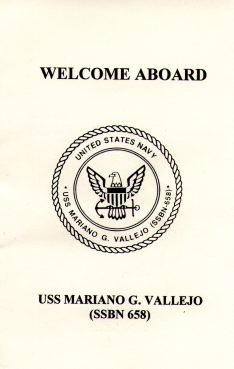 WELCOME ABOARD
UNITED STATES NAVY
• USS MARIANO G. VALLEJO (SSBN-658) •
USS MARIANO G. VALLEJO
(SSBN 658)